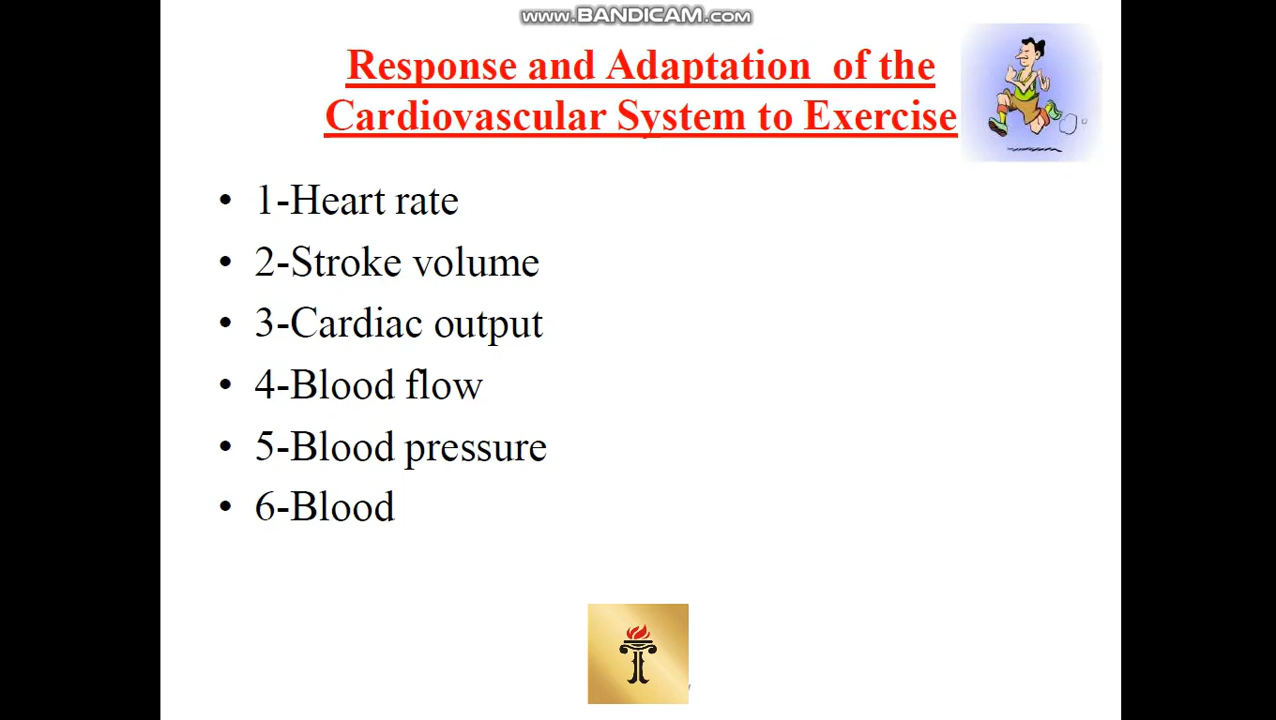 www.BANDICAM.com
Response and Adaptation of the
Cardiovascular System to Exercise
• 1-Heart rate
• 2-Stroke volume
• 3-Cardiac output
• 4-Blood flow
• 5-Blood pressure
• 6-Blood